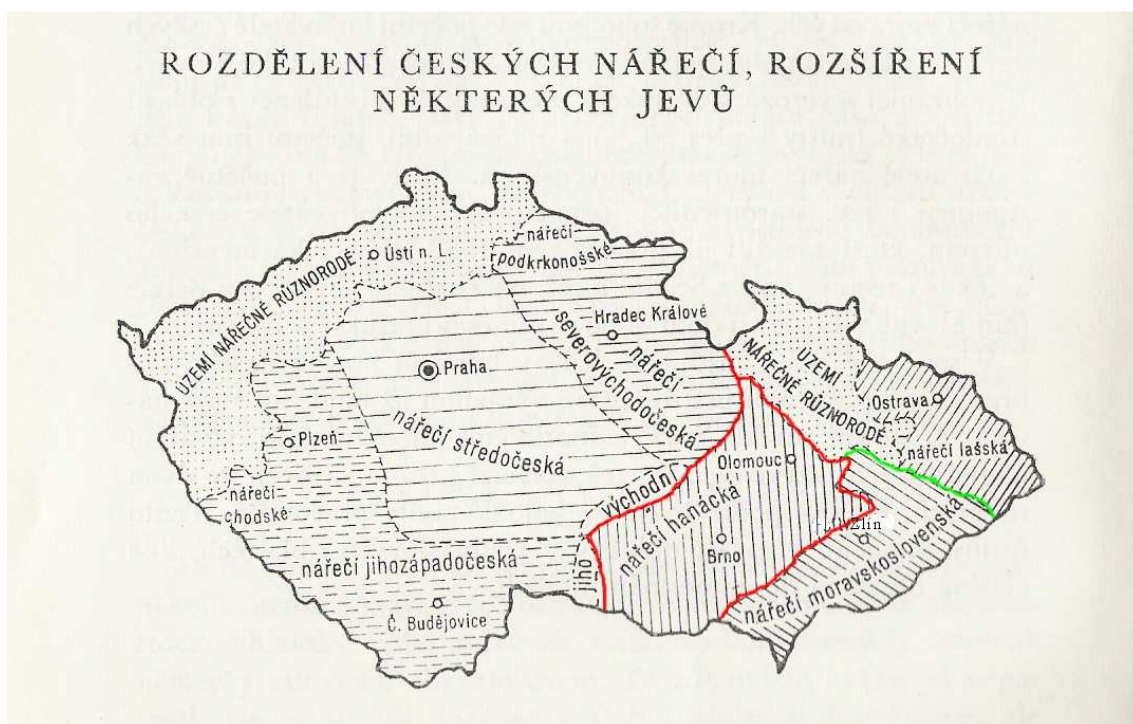 ROZDĚLENÍ ČESKÝCH NÁŘEČÍ, ROZŠÍŘENÍ
NĚKTERÝCH JEVŮ
nářečí
podkrkonošské
Ústí n. L.
ÚZEMÍ NÁŘEČNĚ RŮZNORODÉ
Hradec Králové
nářečí
severovýchodočeská
Praha
ÚZEMÍ
NÁŘEČNĚ RŮZNORODÉ
Ostrava
nářečí lašská
Plzeň
nářečí středočeská
Olomouc
východní
nářečí
chodské
nářečí hanácká
Zlín
Brno
nářečí jihozápadočeská
jiho
nářečí moravskoslovenská
Č. Budějovice